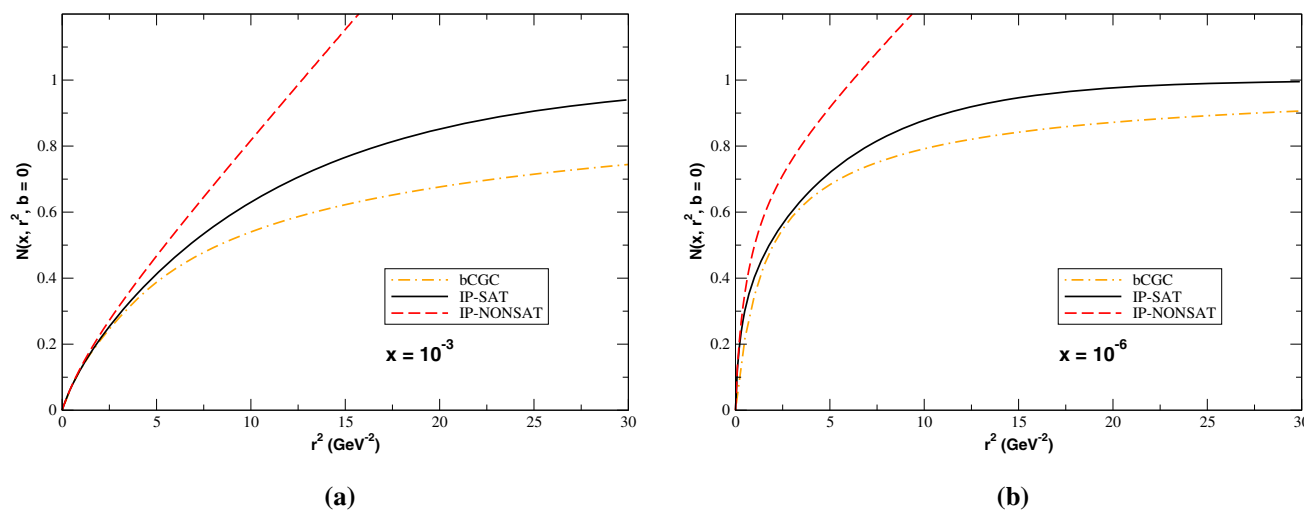 N(x, r², b = 0)
1
0.8
0.6
0.4
0.2
0
0 5 10 15 20 25 30
r² (GeV⁻²)
bCGC
IP-SAT
IP-NONSAT
x = 10⁻³
(a)
N(x, r², b = 0)
1
0.8
0.6
0.4
0.2
0
0 5 10 15 20 25 30
r² (GeV⁻²)
bCGC
IP-SAT
IP-NONSAT
x = 10⁻⁶
(b)